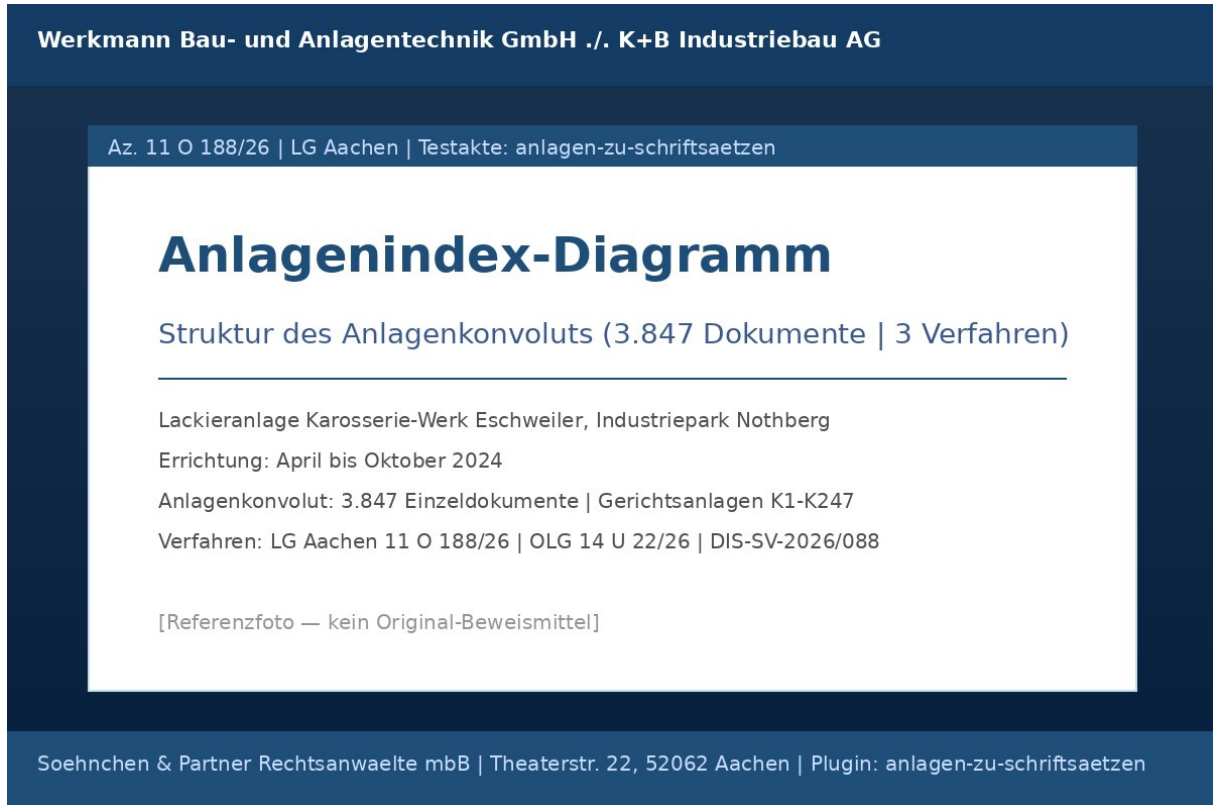 Werkmann Bau- und Anlagentechnik GmbH ./. K+B Industriebau AG
Az. 11 O 188/26 | LG Aachen | Testakte: anlagen-zu-schriftsaetzen
Anlagenindex-Diagramm
Struktur des Anlagenkonvoluts (3.847 Dokumente | 3 Verfahren)
Lackieranlage Karosserie-Werk Eschweiler, Industriepark Nothberg
Errichtung: April bis Oktober 2024
Anlagenkonvolut: 3.847 Einzeldokumente | Gerichtsanlagen K1-K247
Verfahren: LG Aachen 11 O 188/26 | OLG 14 U 22/26 | DIS-SV-2026/088
[Referenzfoto — kein Original-Beweismittel]
Soehnchen & Partner Rechtsanwaelte mbB | Theaterstr. 22, 52062 Aachen | Plugin: anlagen-zu-schriftsaetzen